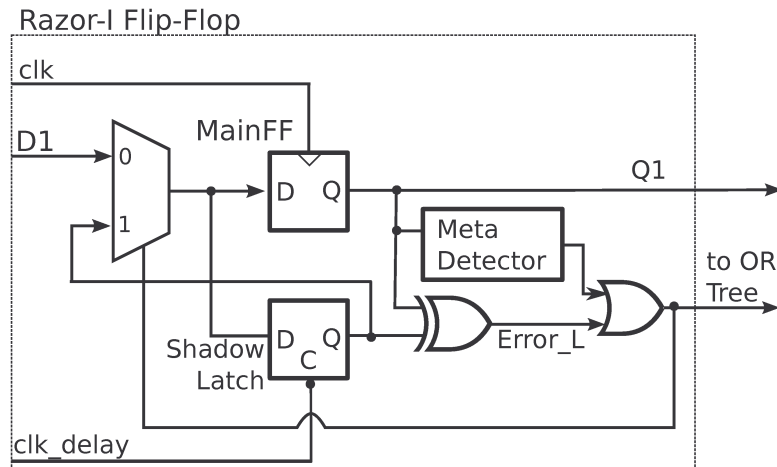 Razor-I Flip-Flop
clk
MainFF
D1
0
D Q
Q1
1
Meta
Detector
to OR
Tree
D Q
C
Shadow
Latch
Error_L
clk_delay